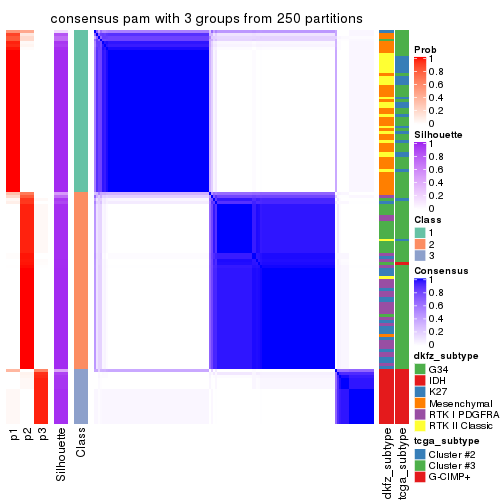 consensus pam with 3 groups from 250 partitions
Prob
1
0.8
0.6
0.4
0.2
0
Silhouette
1
0.8
0.6
0.4
0.2
0
Class
1
2
3
Consensus
1
0.8
0.6
0.4
0.2
0
dkfz_subtype
G34
IDH
K27
Mesenchymal
RTK I PDGFRA
RTK II Classic
tcga_subtype
Cluster #2
Cluster #3
G-CIMP+
p1
p2
p3
Silhouette
Class
dkfz_subtype
tcga_subtype